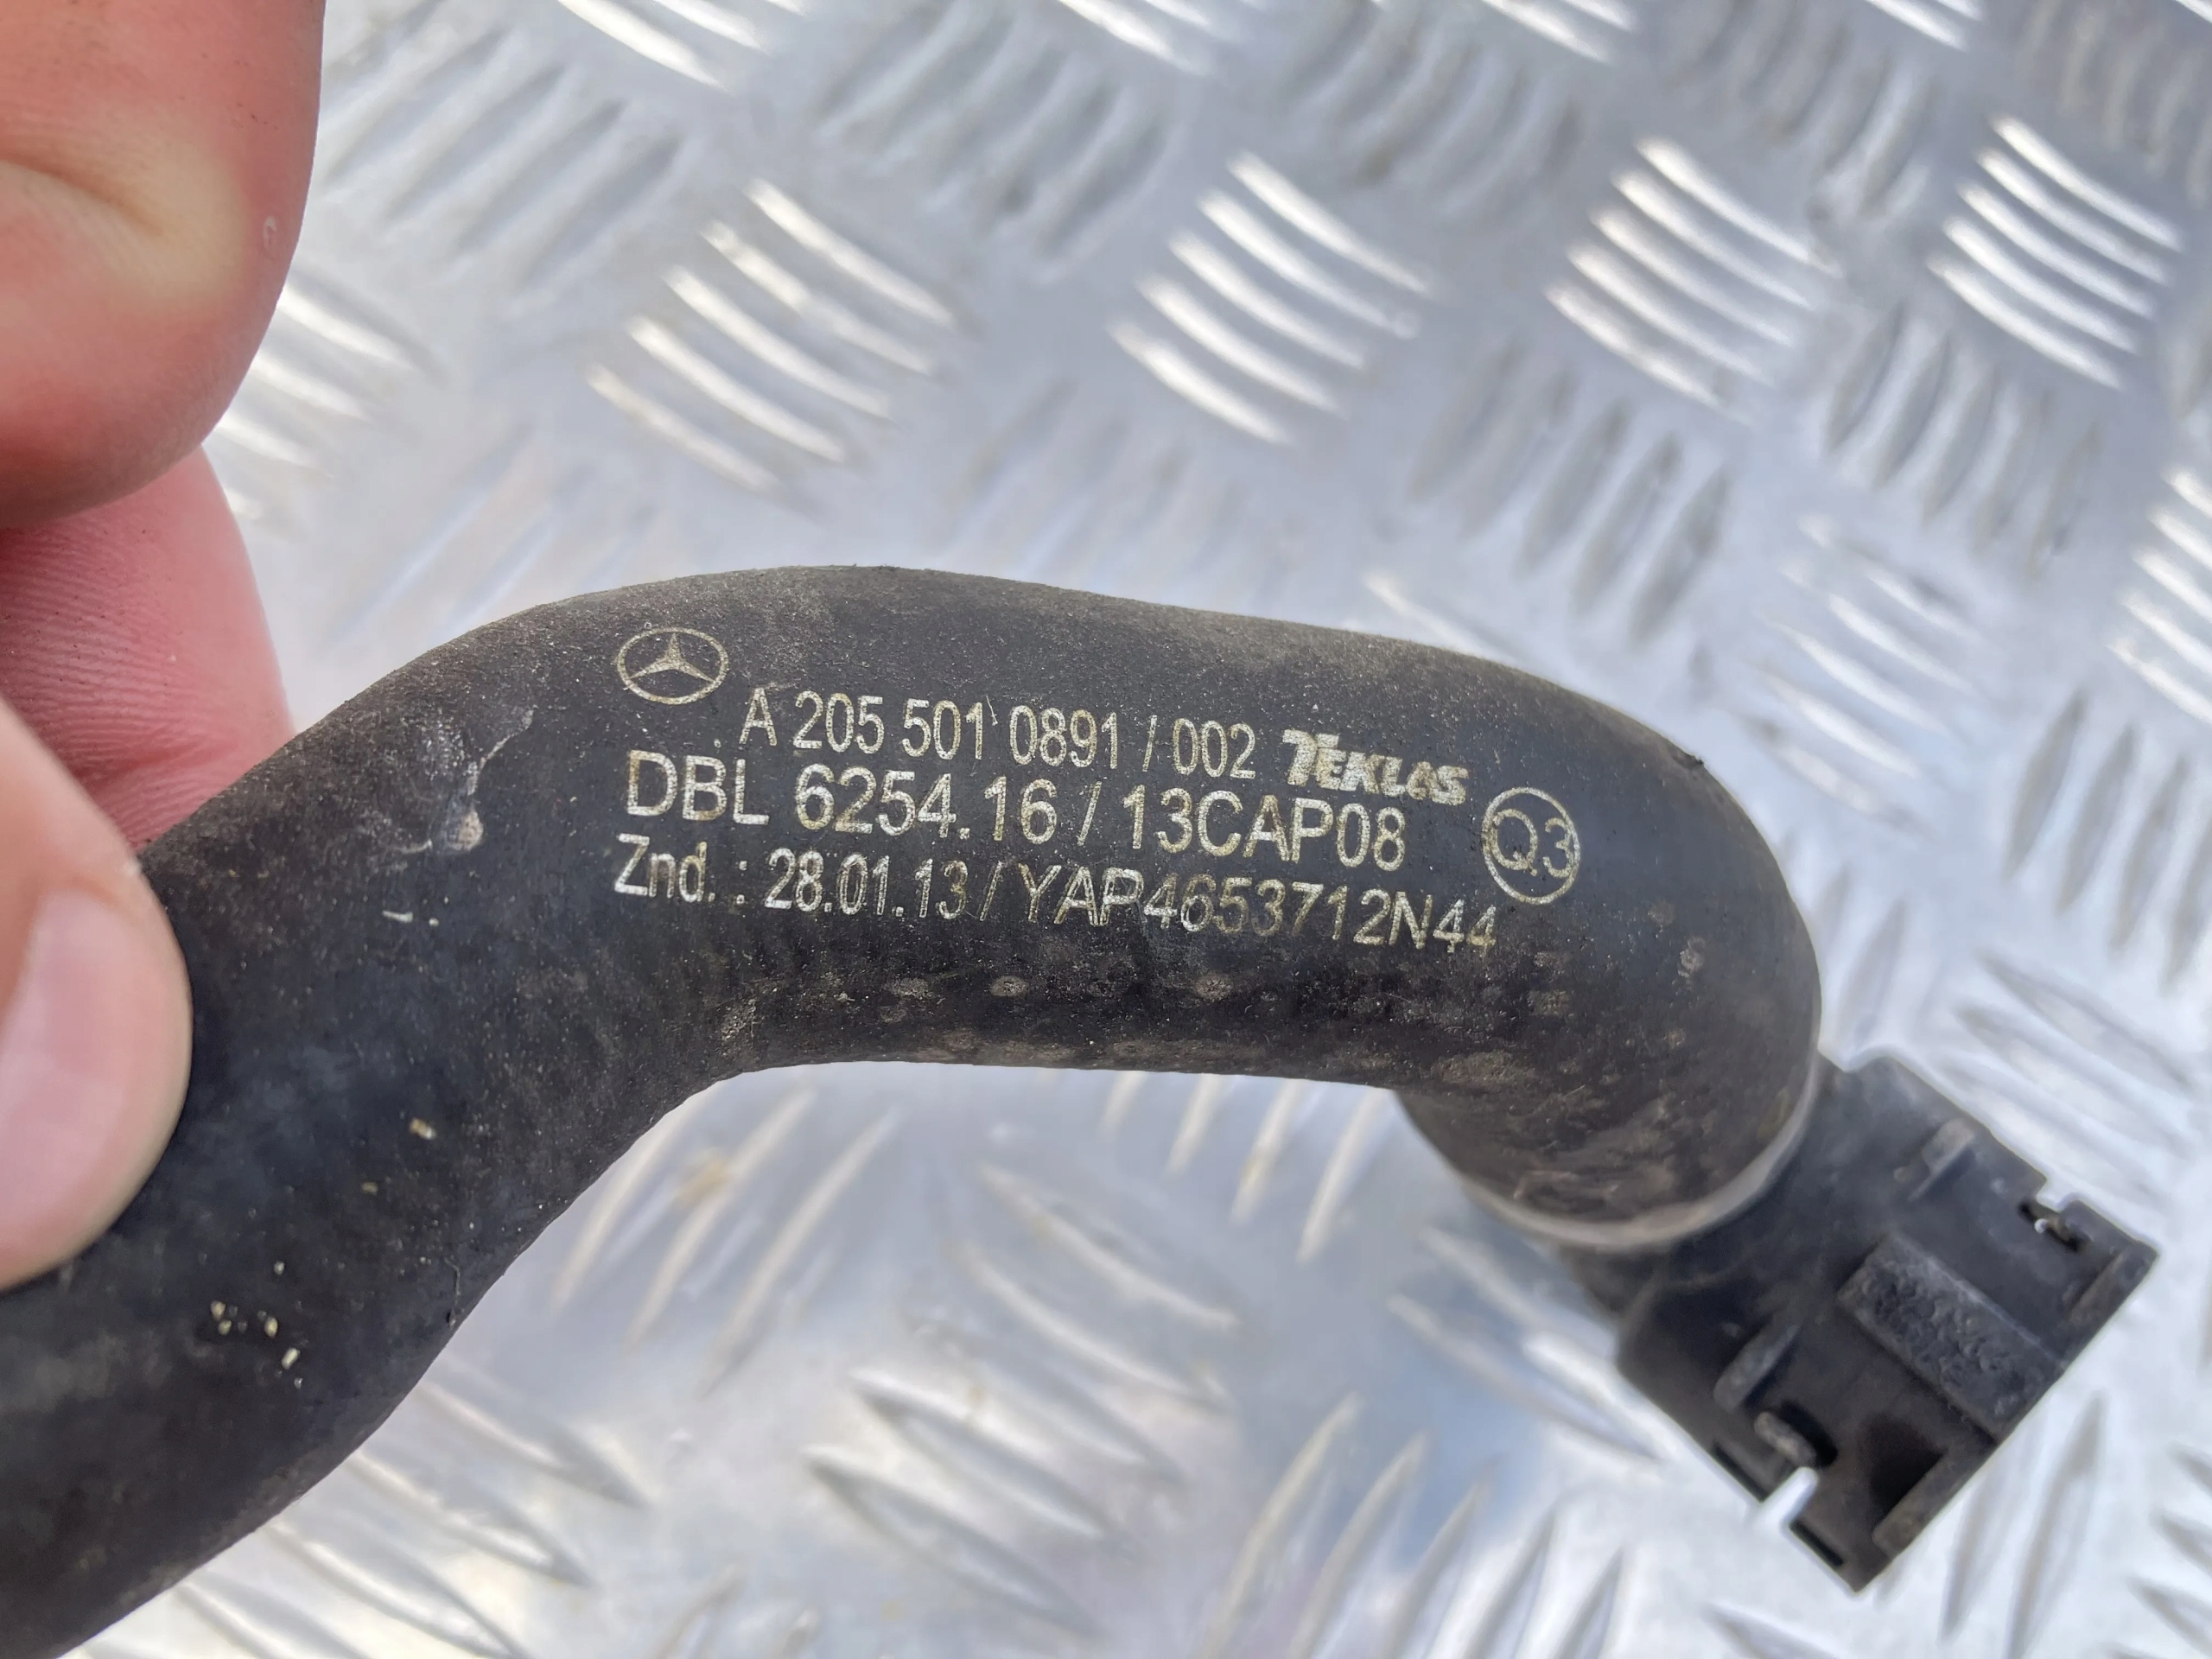 A 205 501 0891 / 002 TEKLAS
DBL 6254.16 / 13CAP08 Q3
Znd. : 28.01.13 / YAP4653712N44